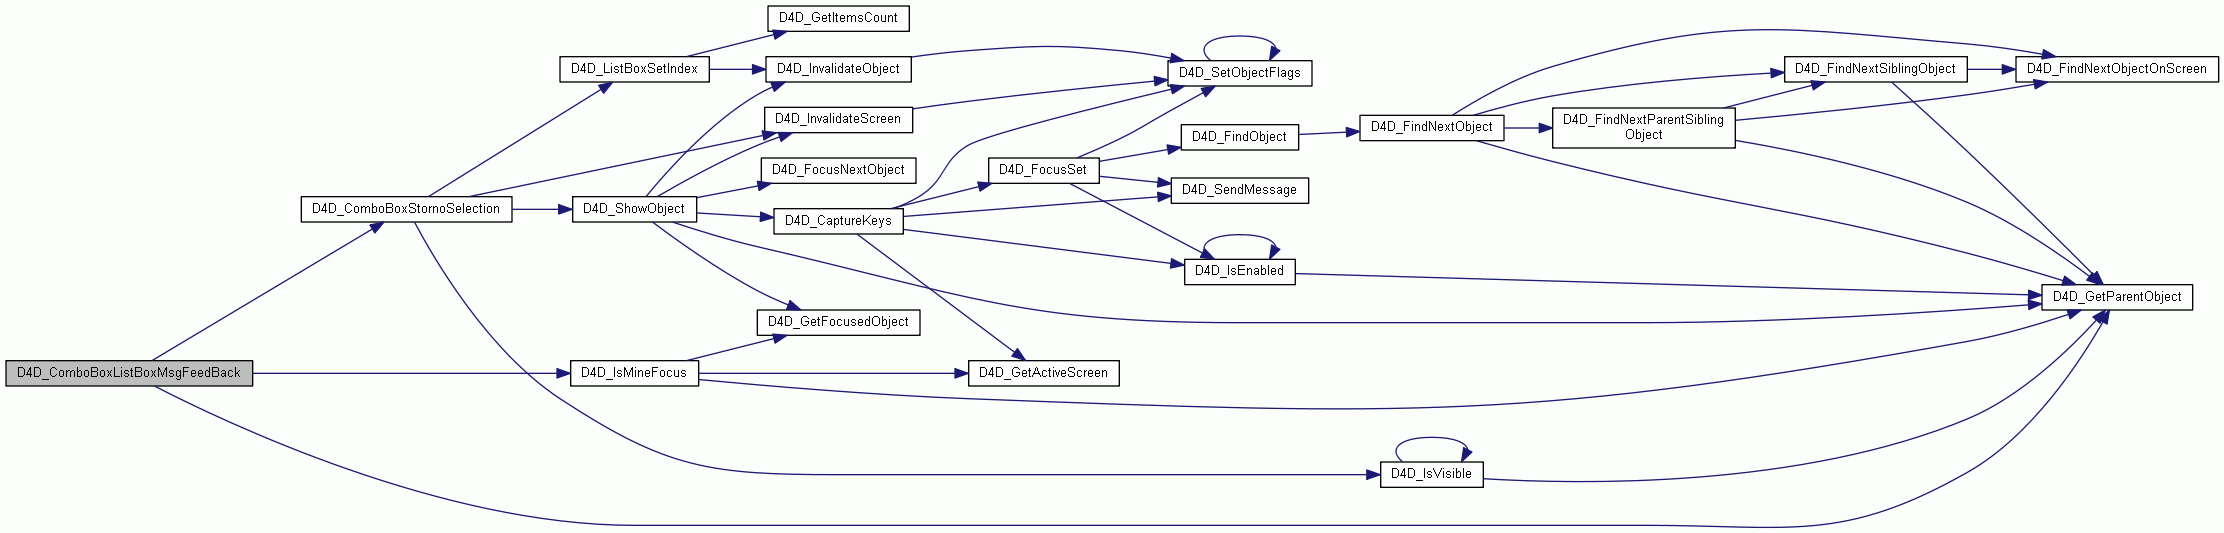 D4D_GetItemsCount
D4D_ListBoxSetIndex
D4D_InvalidateObject
D4D_SetObjectFlags
D4D_FindNextSiblingObject
D4D_FindNextObjectOnScreen
D4D_InvalidateScreen
D4D_FindObject
D4D_FindNextObject
D4D_FindNextParentSibling
Object
D4D_FocusNextObject
D4D_FocusSet
D4D_SendMessage
D4D_ComboBoxStornoSelection
D4D_ShowObject
D4D_CaptureKeys
D4D_IsEnabled
D4D_GetParentObject
D4D_GetFocusedObject
D4D_ComboBoxListBoxMsgFeedBack
D4D_IsMineFocus
D4D_GetActiveScreen
D4D_IsVisible